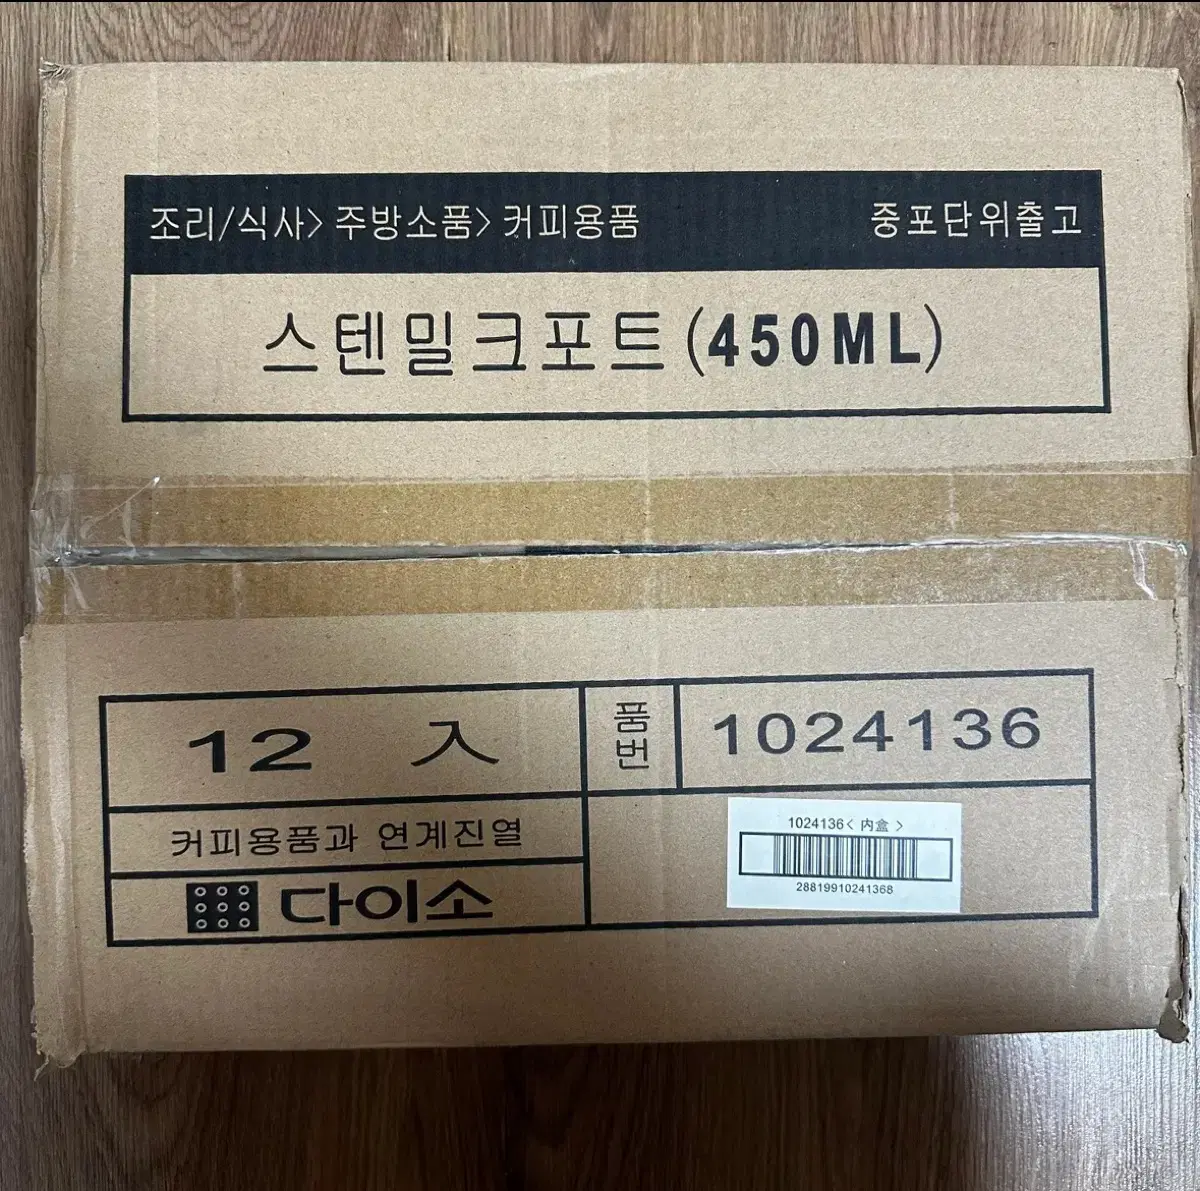 조리/식사> 주방소품> 커피용품
중포단위출고
스텐밀크포트(450ML)
12 入
품번
1024136
커피용품과 연계진열
다이소
1024136< 内盒 >
28819910241368